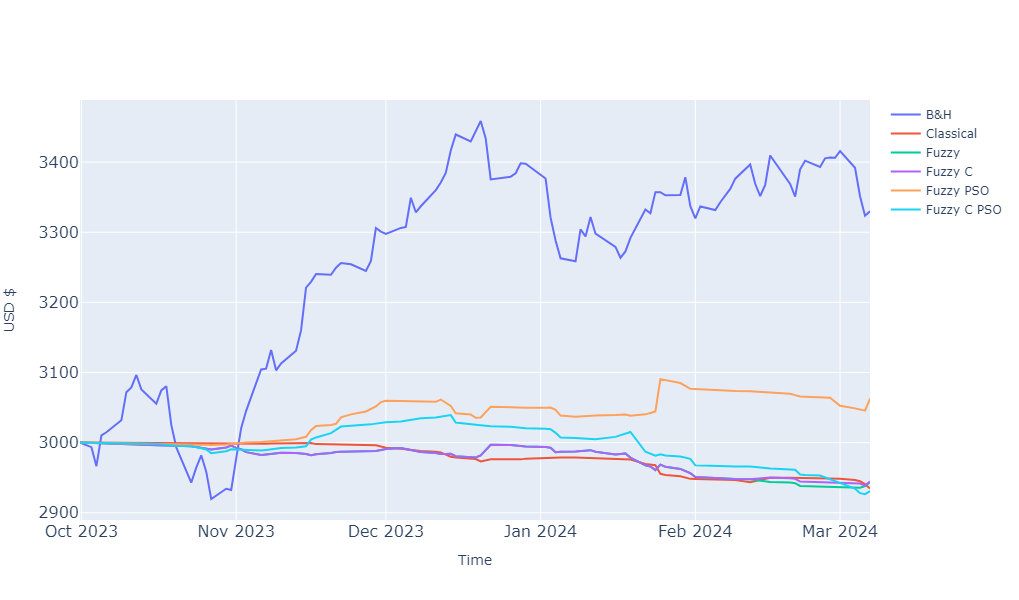 B&H
Classical
Fuzzy
Fuzzy C
Fuzzy PSO
Fuzzy C PSO
3400
3300
3200
3100
3000
2900
USD $
Oct 2023
Nov 2023
Dec 2023
Jan 2024
Feb 2024
Mar 2024
Time